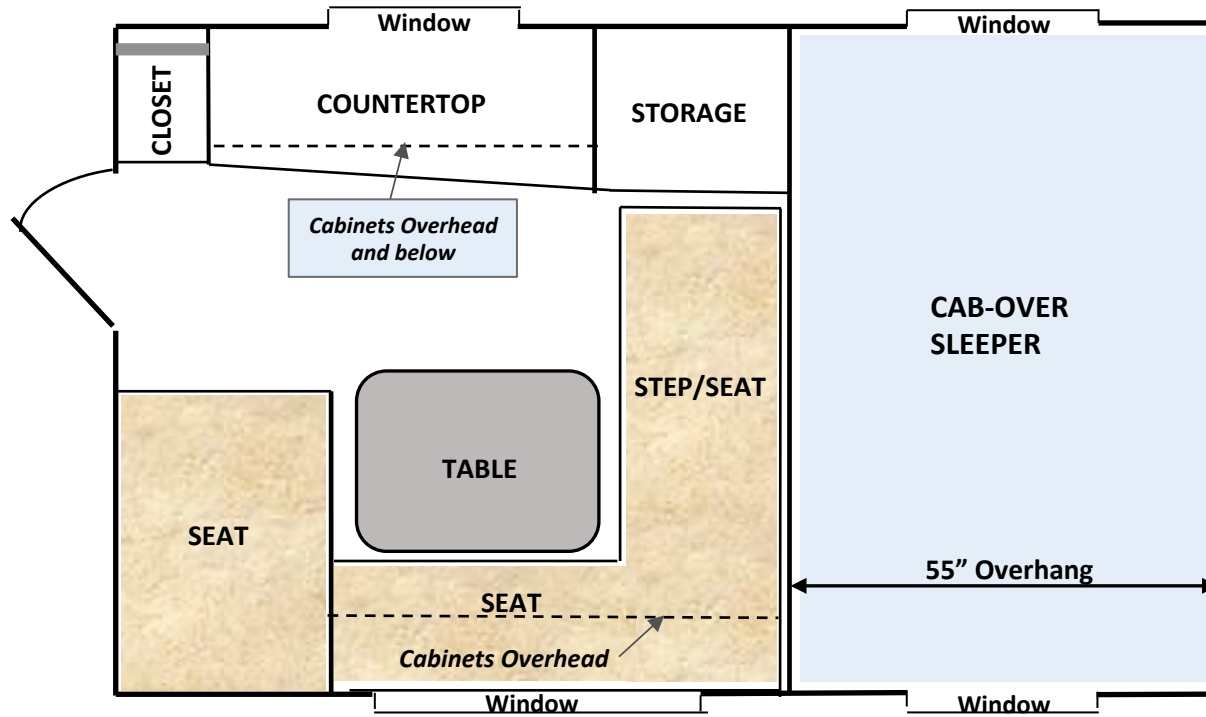 Window
Window
CLOSET
COUNTERTOP
STORAGE
Cabinets Overhead
and below
CAB-OVER
SLEEPER
STEP/SEAT
TABLE
SEAT
55” Overhang
SEAT
Cabinets Overhead
Window
Window